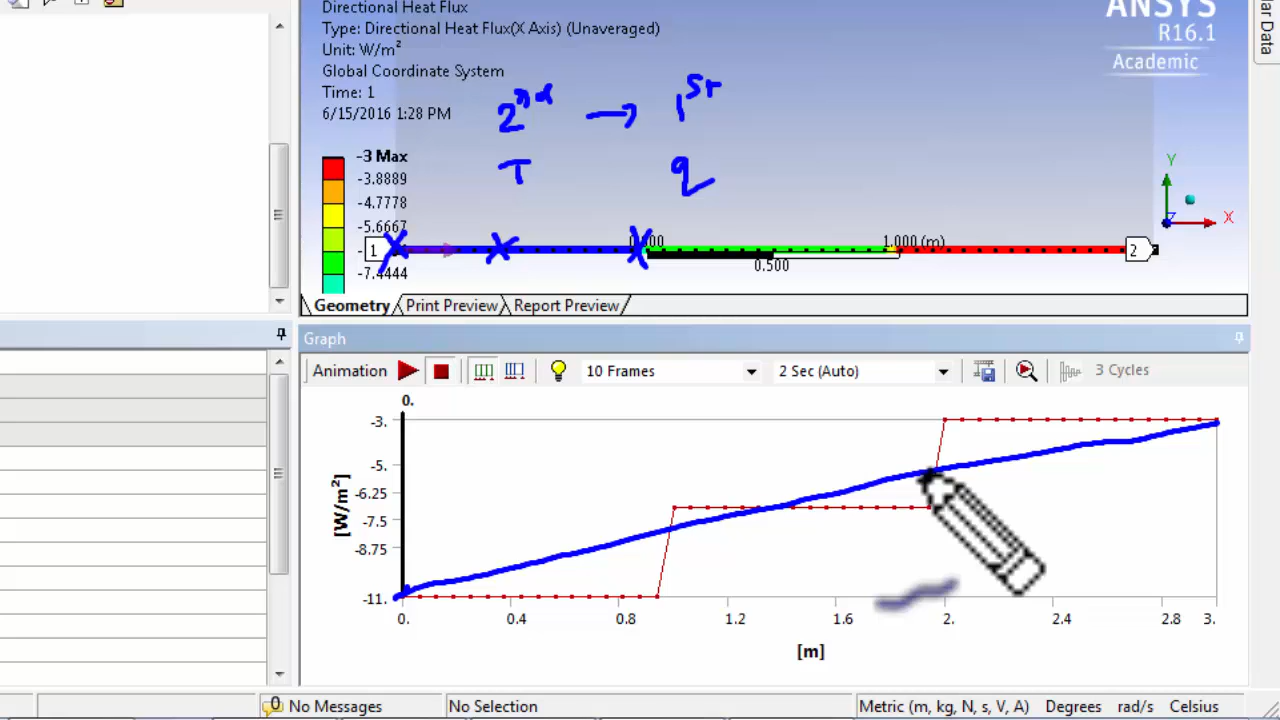 Directional Heat Flux
Type: Directional Heat Flux(X Axis) (Unaveraged)
Unit: W/m²
Global Coordinate System
Time: 1
6/15/2016 1:28 PM
ANSYS
R16.1
Academic
2nd → 1st
T q
-3 Max
-3.8889
-4.7778
-5.6667
-7.4444
1
1.000 (m)
0.500
2
Y
X
Z
Geometry Print Preview Report Preview
Graph
Animation 10 Frames 2 Sec (Auto) 3 Cycles
0.
-3.
-5.
-6.25
-7.5
-8.75
-11.
[W/m²]
0. 0.4 0.8 1.2 1.6 2. 2.4 2.8 3.
[m]
0 No Messages No Selection Metric (m, kg, N, s, V, A) Degrees rad/s Celsius